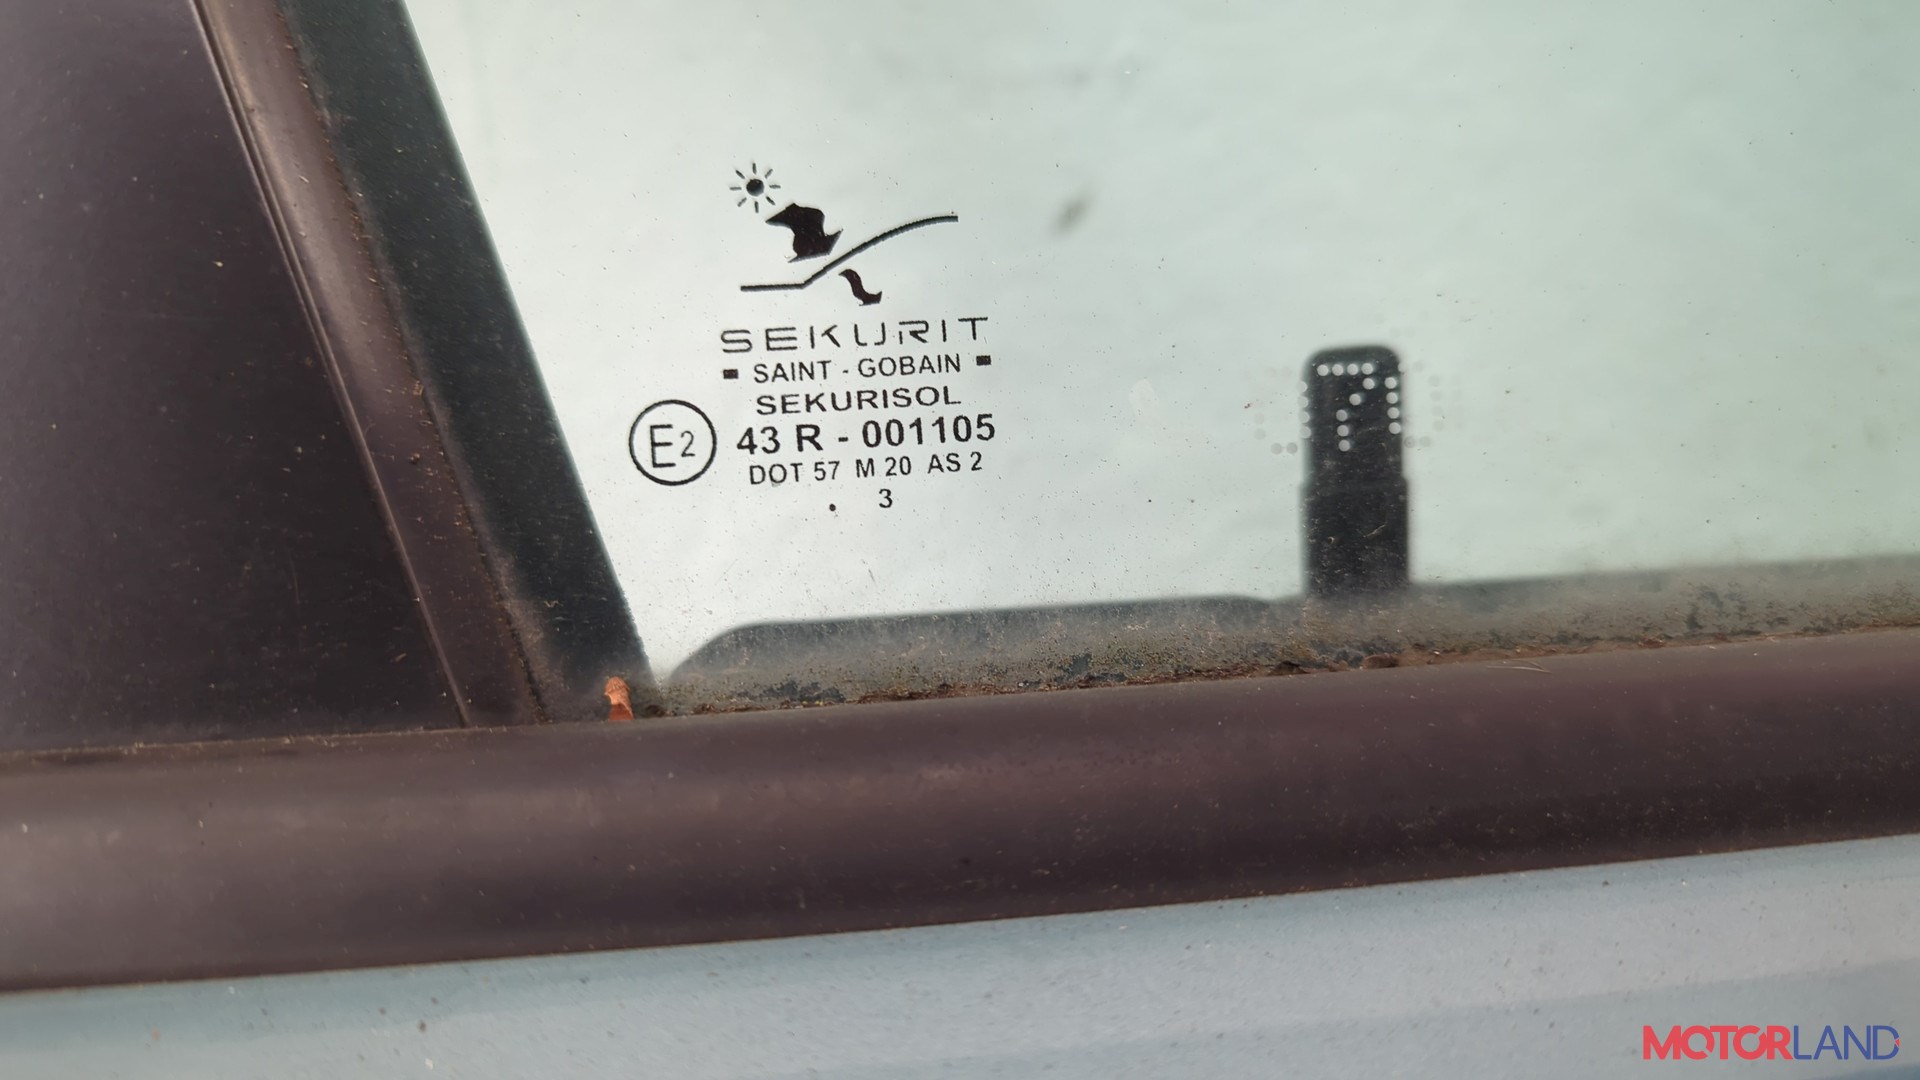 SEKURIT
SAINT - GOBAIN
SEKURISOL
E2 43 R - 001105
DOT 57 M 20 AS 2
. 3
MOTORLAND